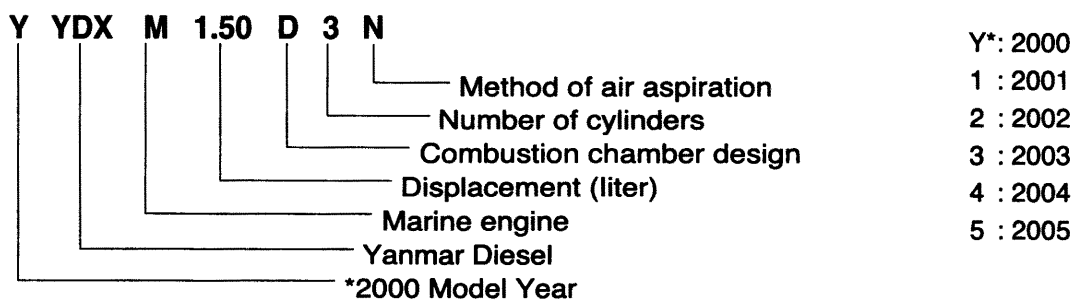 Y YDX M 1.50 D 3 N
Method of air aspiration
Number of cylinders
Combustion chamber design
Displacement (liter)
Marine engine
Yanmar Diesel
*2000 Model Year
Y*: 2000
1 : 2001
2 : 2002
3 : 2003
4 : 2004
5 : 2005